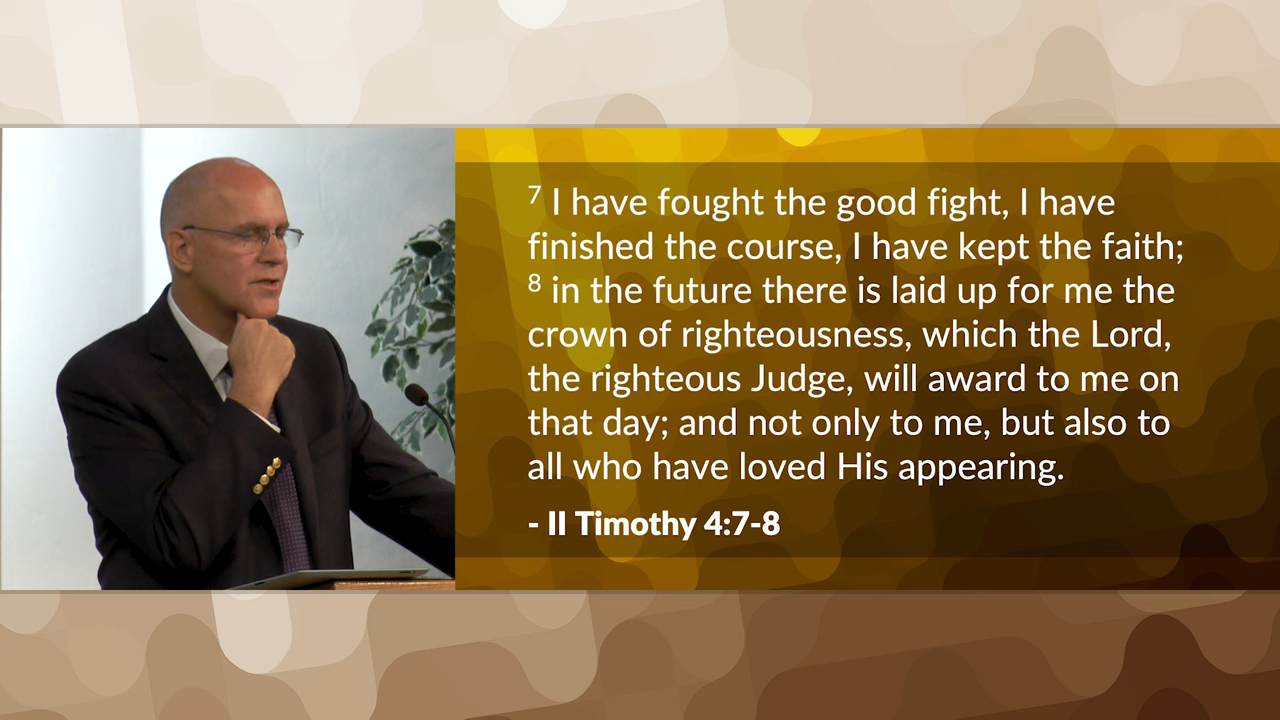 7 I have fought the good fight, I have
finished the course, I have kept the faith;
8 in the future there is laid up for me the
crown of righteousness, which the Lord,
the righteous Judge, will award to me on
that day; and not only to me, but also to
all who have loved His appearing.
- II Timothy 4:7-8